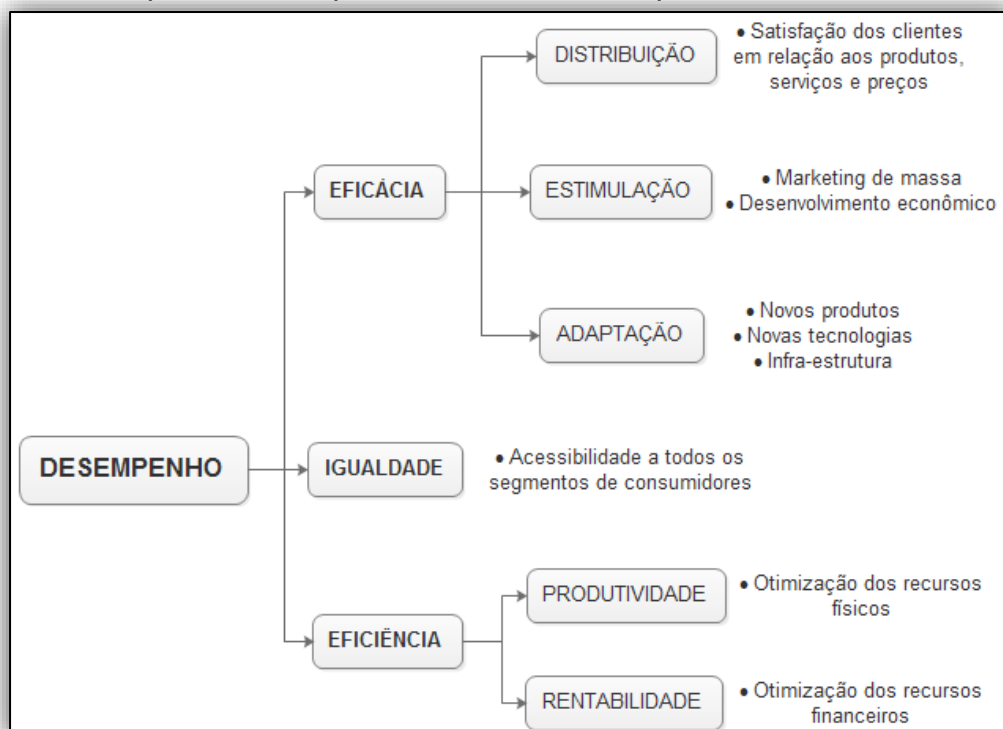 DISTRIBUIÇÃO
• Satisfação dos clientes
em relação aos produtos,
serviços e preços
EFICÁCIA
ESTIMULAÇÃO
• Marketing de massa
• Desenvolvimento econômico
ADAPTAÇÃO
• Novos produtos
• Novas tecnologias
• Infra-estrutura
DESEMPENHO
IGUALDADE
• Acessibilidade a todos os
segmentos de consumidores
EFICIÊNCIA
PRODUTIVIDADE
• Otimização dos recursos
físicos
RENTABILIDADE
• Otimização dos recursos
financeiros